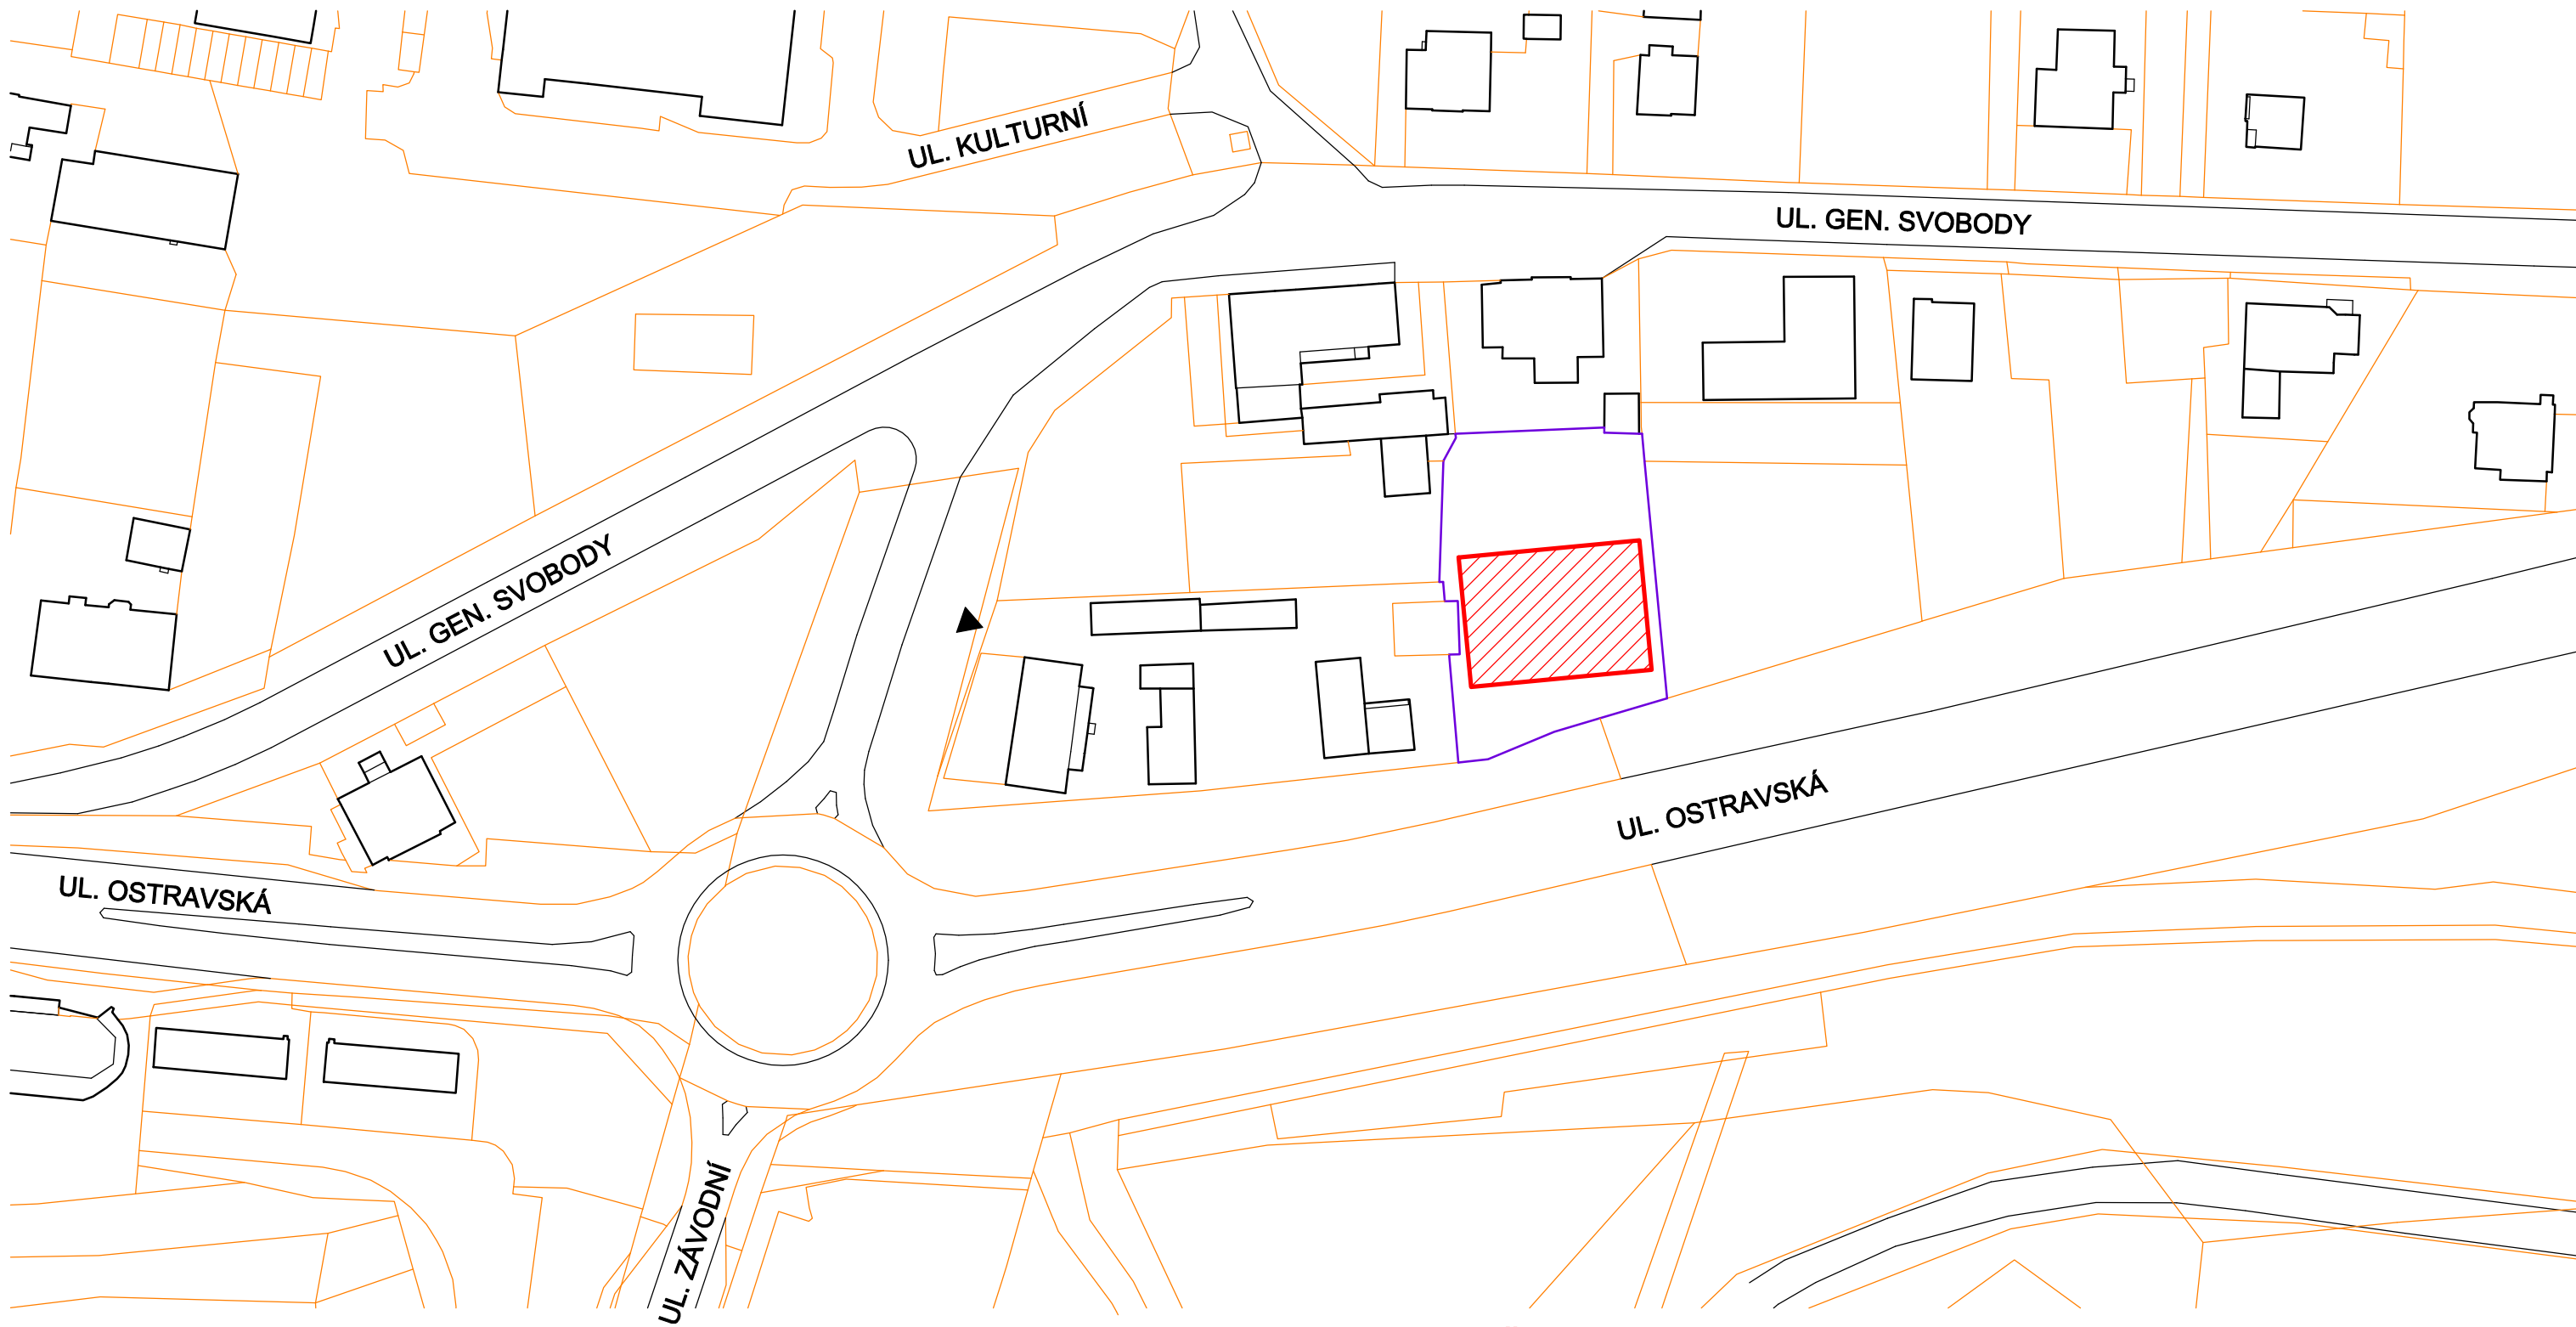 UL. KULTURNÍ
UL. GEN. SVOBODY
UL. GEN. SVOBODY
UL. OSTRAVSKÁ
UL. OSTRAVSKÁ
UL. ZÁVODNÍ